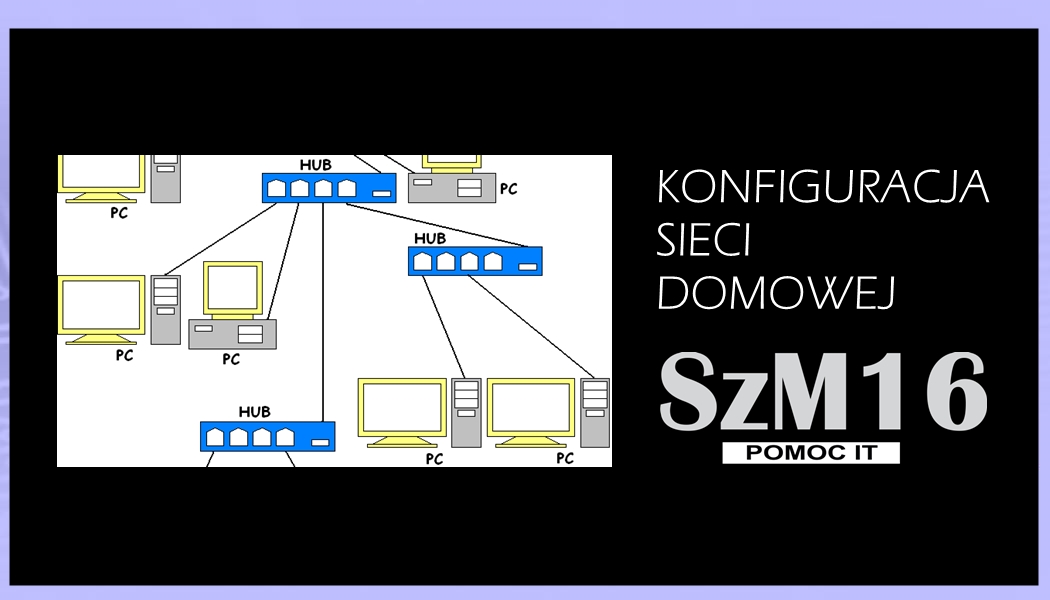 HUB
PC
PC
HUB
PC
PC
HUB
PC
PC
KONFIGURACJA
SIECI
DOMOWEJ
SzM16
POMOC IT